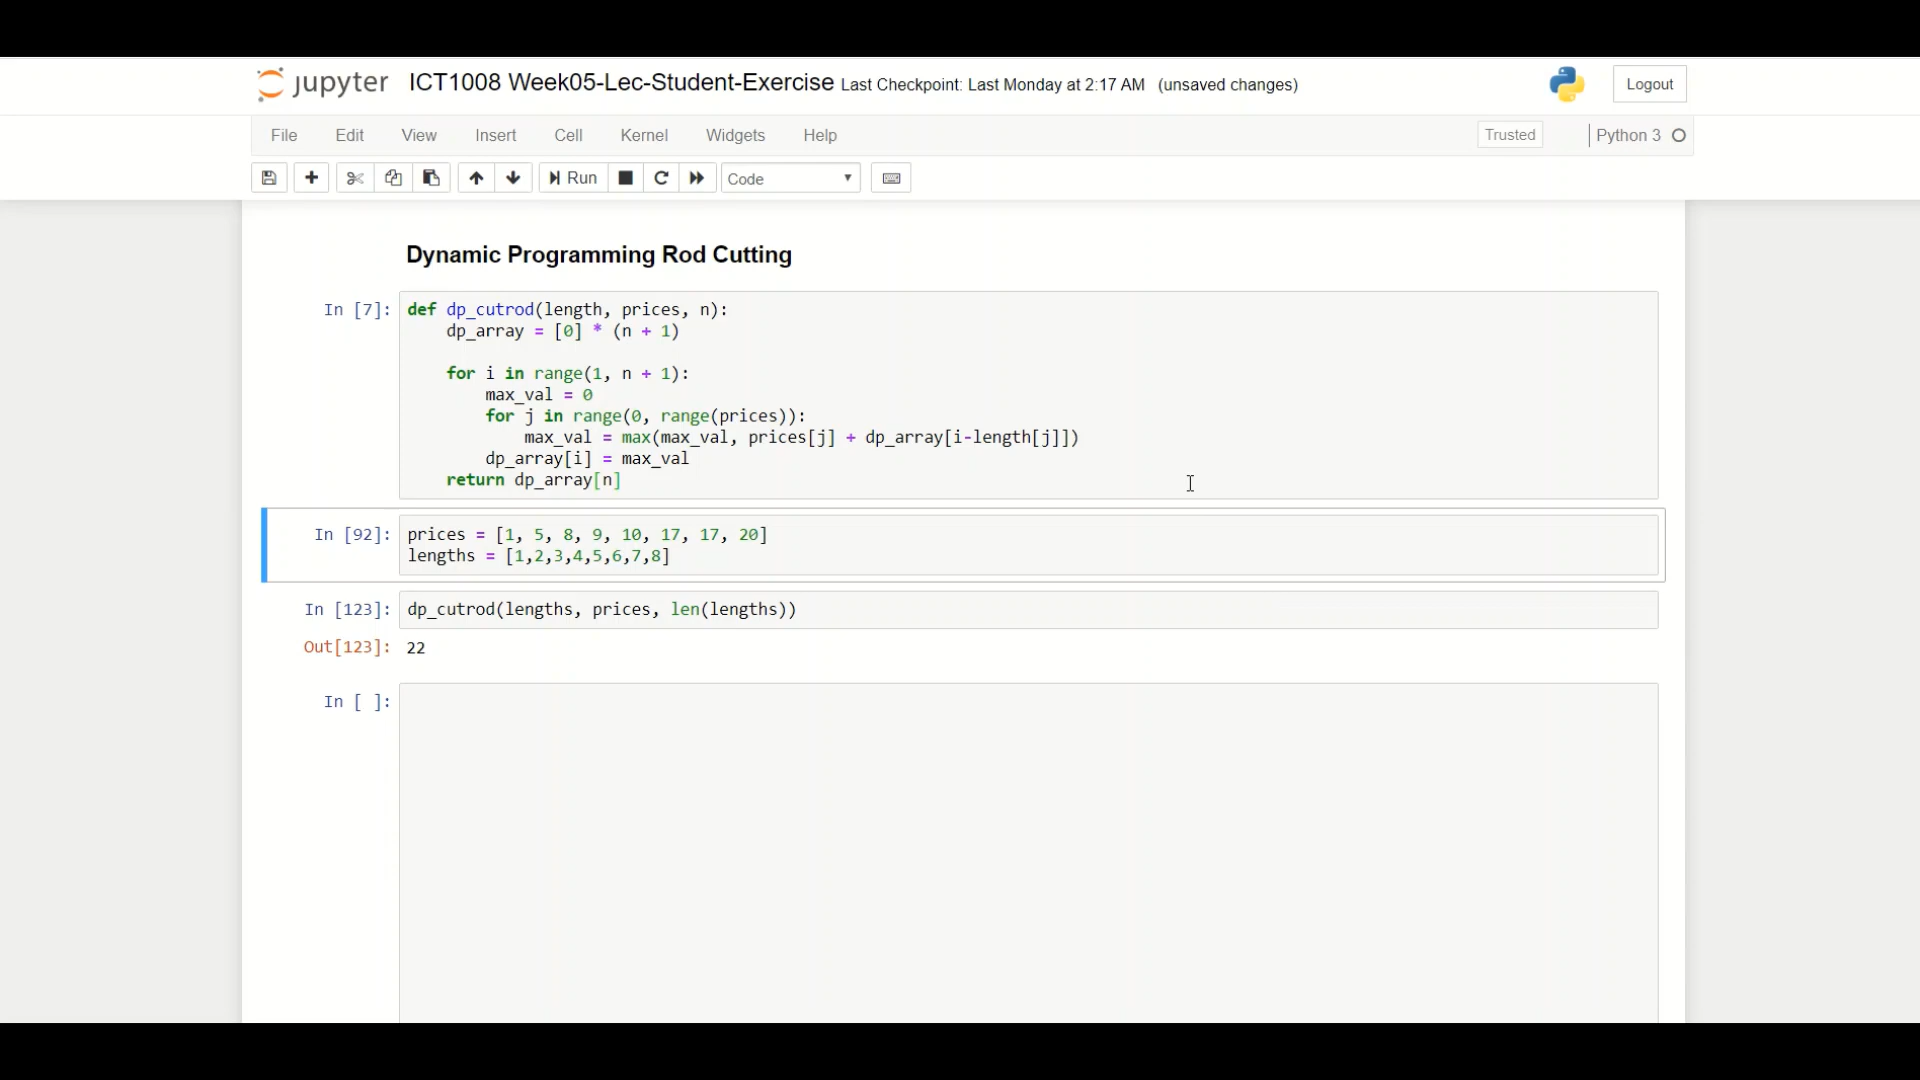 jupyter ICT1008 Week05-Lec-Student-Exercise Last Checkpoint: Last Monday at 2:17 AM (unsaved changes) Logout
File Edit View Insert Cell Kernel Widgets Help Trusted Python 3
Run Code
Dynamic Programming Rod Cutting
In [7]: def dp_cutrod(length, prices, n):
    dp_array = [0] * (n + 1)
    for i in range(1, n + 1):
        max_val = 0
        for j in range(0, range(prices)):
            max_val = max(max_val, prices[j] + dp_array[i-length[j]])
        dp_array[i] = max_val
    return dp_array[n]
In [92]: prices = [1, 5, 8, 9, 10, 17, 17, 20]
lengths = [1,2,3,4,5,6,7,8]
In [123]: dp_cutrod(lengths, prices, len(lengths))
Out[123]: 22
In [ ]: